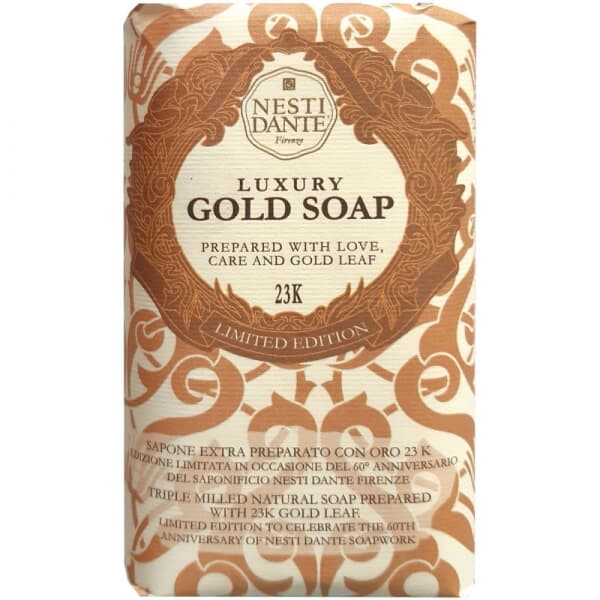 NESTI
DANTE
Firenze
LUXURY
GOLD SOAP
PREPARED WITH LOVE,
CARE AND GOLD LEAF
23K
LIMITED EDITION
SAPONE EXTRA PREPARATO CON ORO 23 K
EDIZIONE LIMITATA IN OCCASIONE DEL 60° ANNIVERSARIO
DEL SAPONIFICIO NESTI DANTE FIRENZE
TRIPLE MILLED NATURAL SOAP PREPARED
WITH 23K GOLD LEAF.
LIMITED EDITION TO CELEBRATE THE 60TH
ANNIVERSARY OF NESTI DANTE SOAPWORK